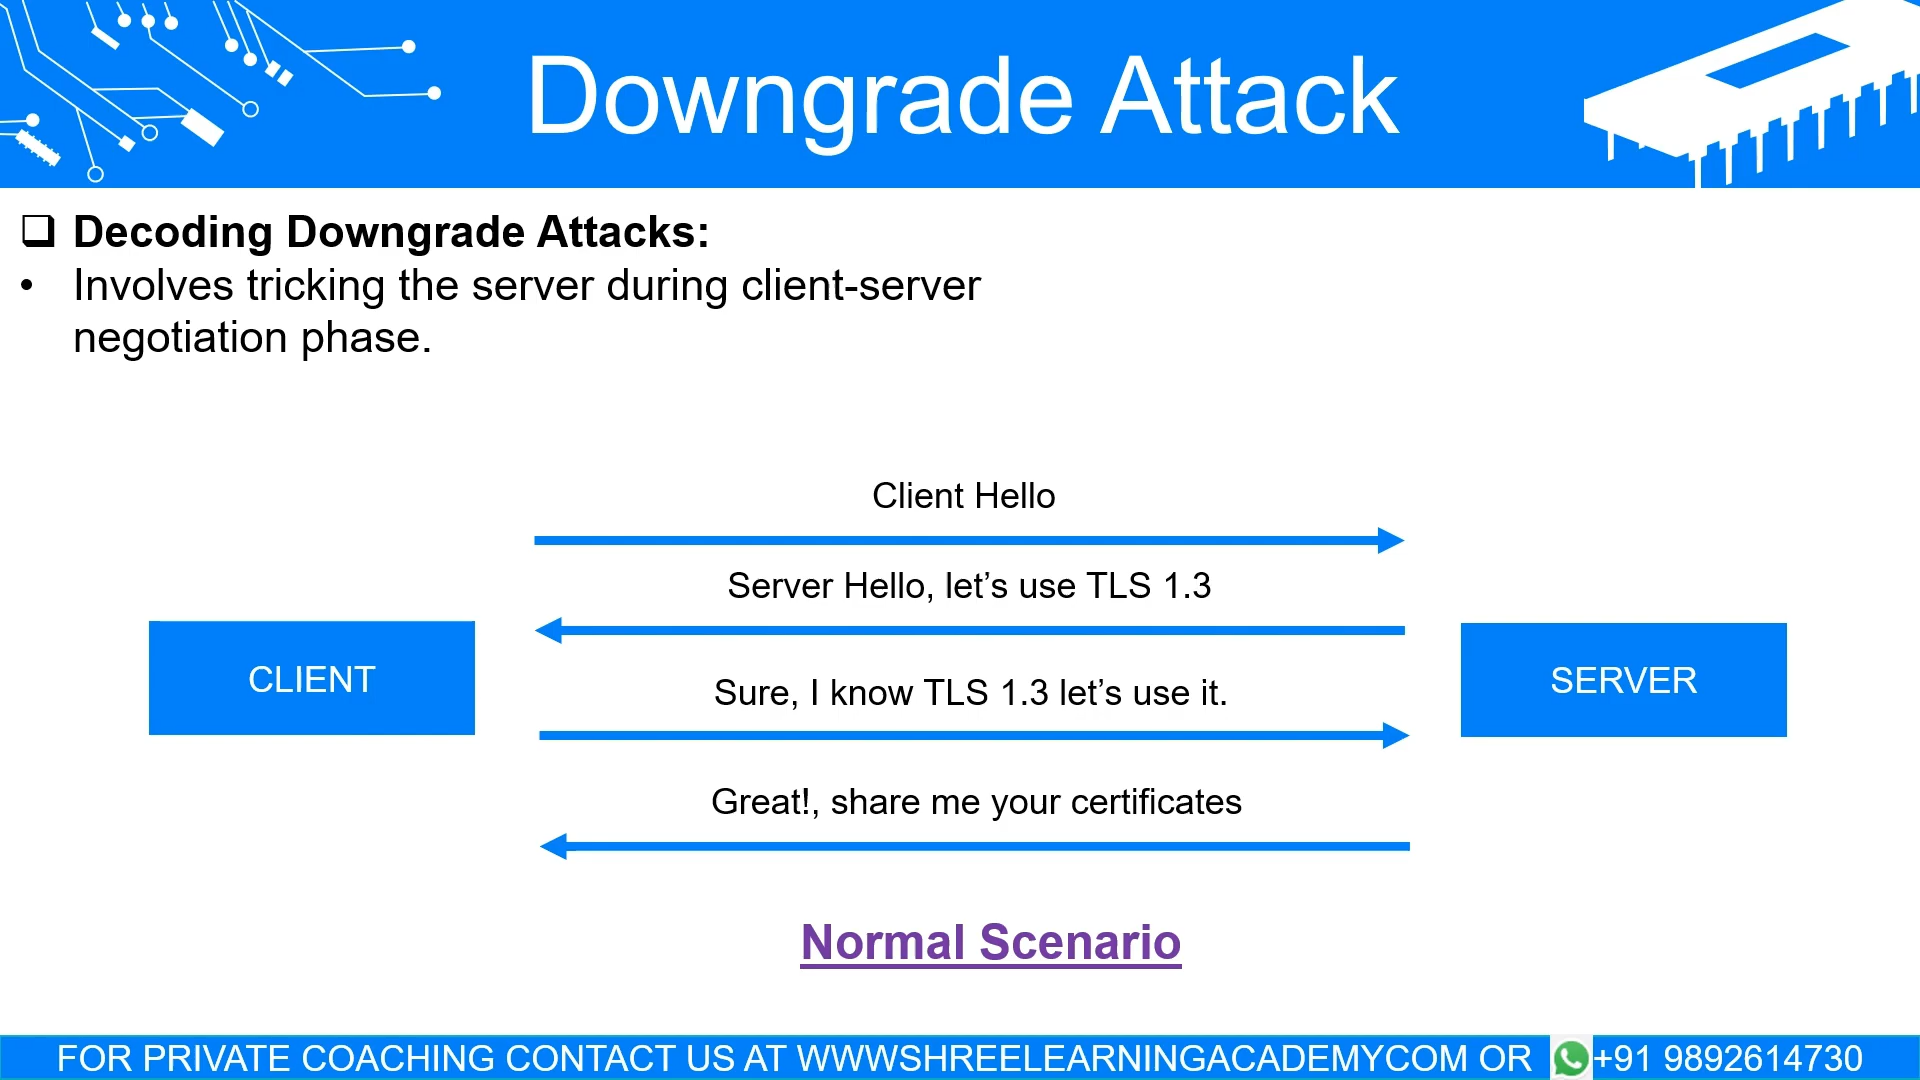 Downgrade Attack
❑ Decoding Downgrade Attacks:
• Involves tricking the server during client-server
negotiation phase.
Client Hello
Server Hello, let’s use TLS 1.3
CLIENT
SERVER
Sure, I know TLS 1.3 let’s use it.
Great!, share me your certificates
Normal Scenario
FOR PRIVATE COACHING CONTACT US AT WWWSHREELEARNINGACADEMYCOM OR +91 9892614730